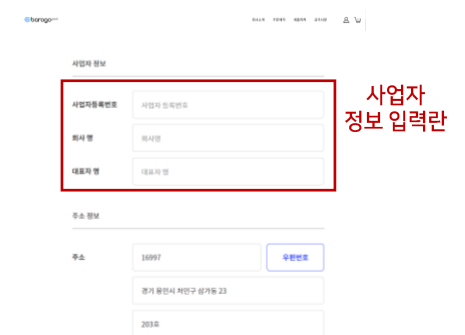 barogo
사업자 정보
사업자등록번호
사업자 등록번호
회사 명
회사명
대표자 명
대표자 명
사업자
정보 입력란
주소 정보
주소
16997
우편번호
경기 용인시 처인구 삼가동 23
203호